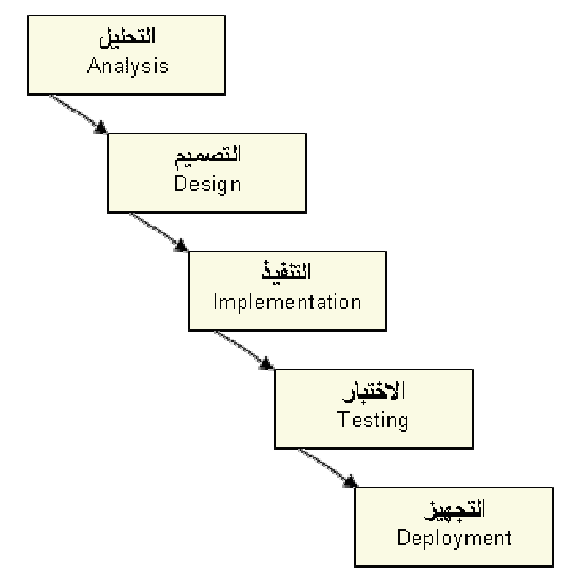 التحليل
Analysis
التصميم
Design
التنفيذ
Implementation
الاختبار
Testing
التجهيز
Deployment